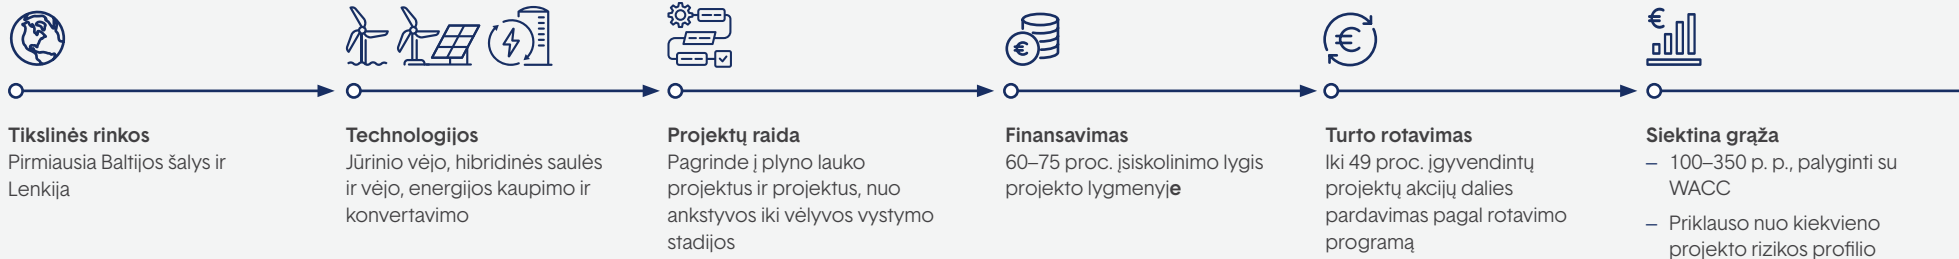 Tikslinės rinkos
Pirmiausia Baltijos šalys ir
Lenkija
Technologijos
Jūrinio vėjo, hibridinės saulės
ir vėjo, energijos kaupimo ir
konvertavimo
Projektų raida
Pagrinde į plyno lauko
projektus ir projektus, nuo
ankstyvos iki vėlyvos vystymo
stadijos
Finansavimas
60–75 proc. įsiskolinimo lygis
projekto lygmenyje
Turto rotavimas
Iki 49 proc. įgyvendintų
projektų akcijų dalies
pardavimas pagal rotavimo
programą
Siektina grąža
– 100–350 p. p., palyginti su
WACC
– Priklauso nuo kiekvieno
projekto rizikos profilio